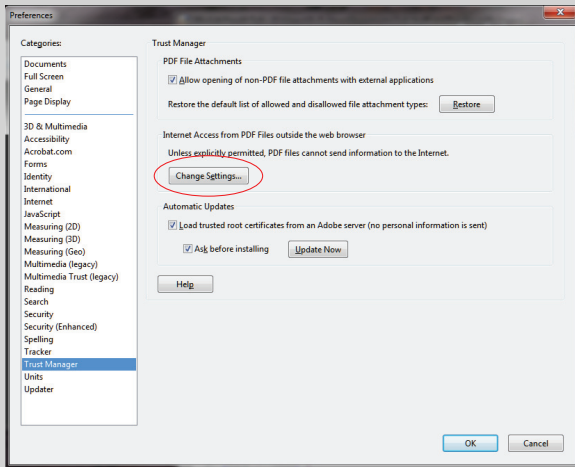 Preferences
Categories:
Documents
Full Screen
General
Page Display
3D & Multimedia
Accessibility
Acrobat.com
Forms
Identity
International
Internet
JavaScript
Measuring (2D)
Measuring (3D)
Measuring (Geo)
Multimedia (legacy)
Multimedia Trust (legacy)
Reading
Search
Security
Security (Enhanced)
Spelling
Tracker
Trust Manager
Units
Updater
Trust Manager
PDF File Attachments
Allow opening of non-PDF file attachments with external applications
Restore the default list of allowed and disallowed file attachment types: Restore
Internet Access from PDF Files outside the web browser
Unless explicitly permitted, PDF files cannot send information to the Internet.
Change Settings...
Automatic Updates
Load trusted root certificates from an Adobe server (no personal information is sent)
Ask before installing Update Now
Help
OK Cancel